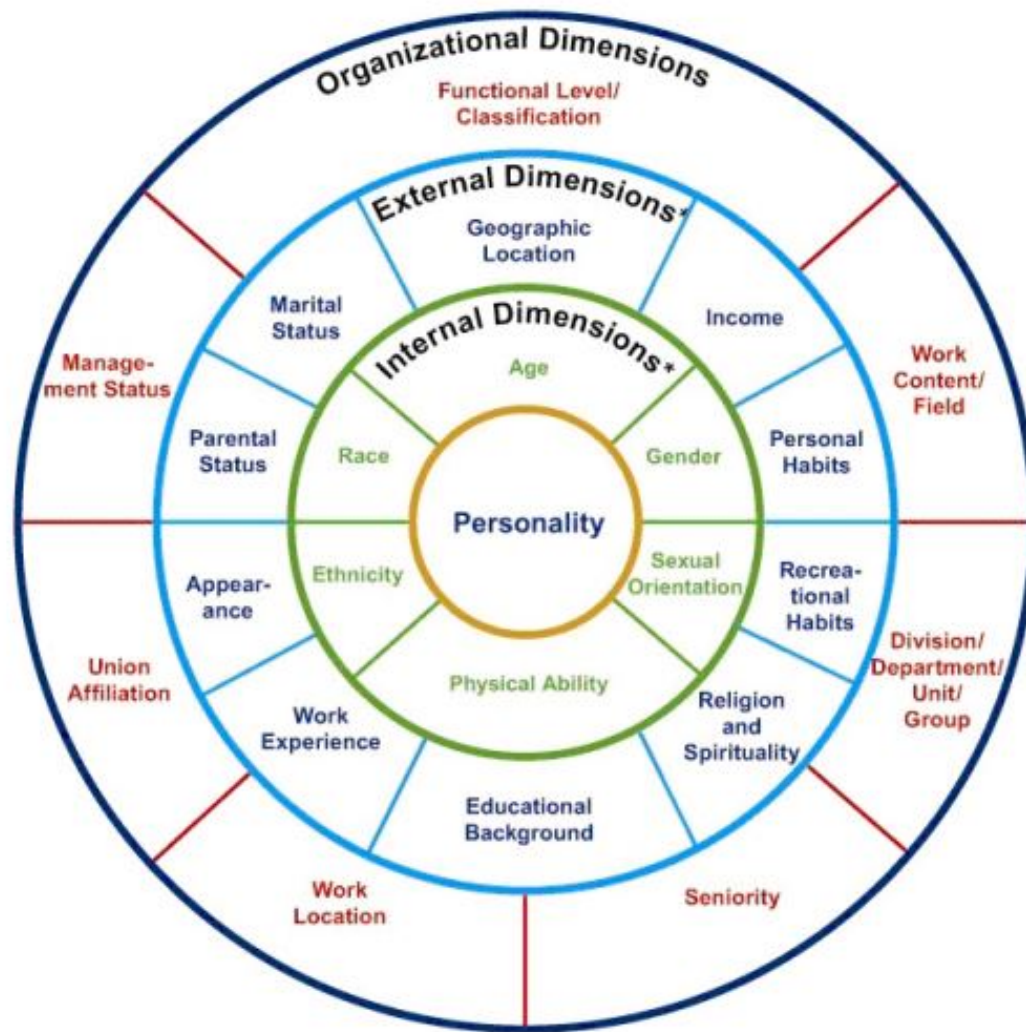 Organizational Dimensions
Functional Level/
Classification
External Dimensions*
Geographic
Location
Marital
Status
Income
Internal Dimensions*
Age
Manage-
ment Status
Work
Content/
Field
Parental
Status
Race
Gender
Personal
Habits
Personality
Appear-
ance
Ethnicity
Sexual
Orientation
Recrea-
tional
Habits
Union
Affiliation
Division/
Department/
Unit/
Group
Physical Ability
Work
Experience
Religion
and
Spirituality
Educational
Background
Work
Location
Seniority